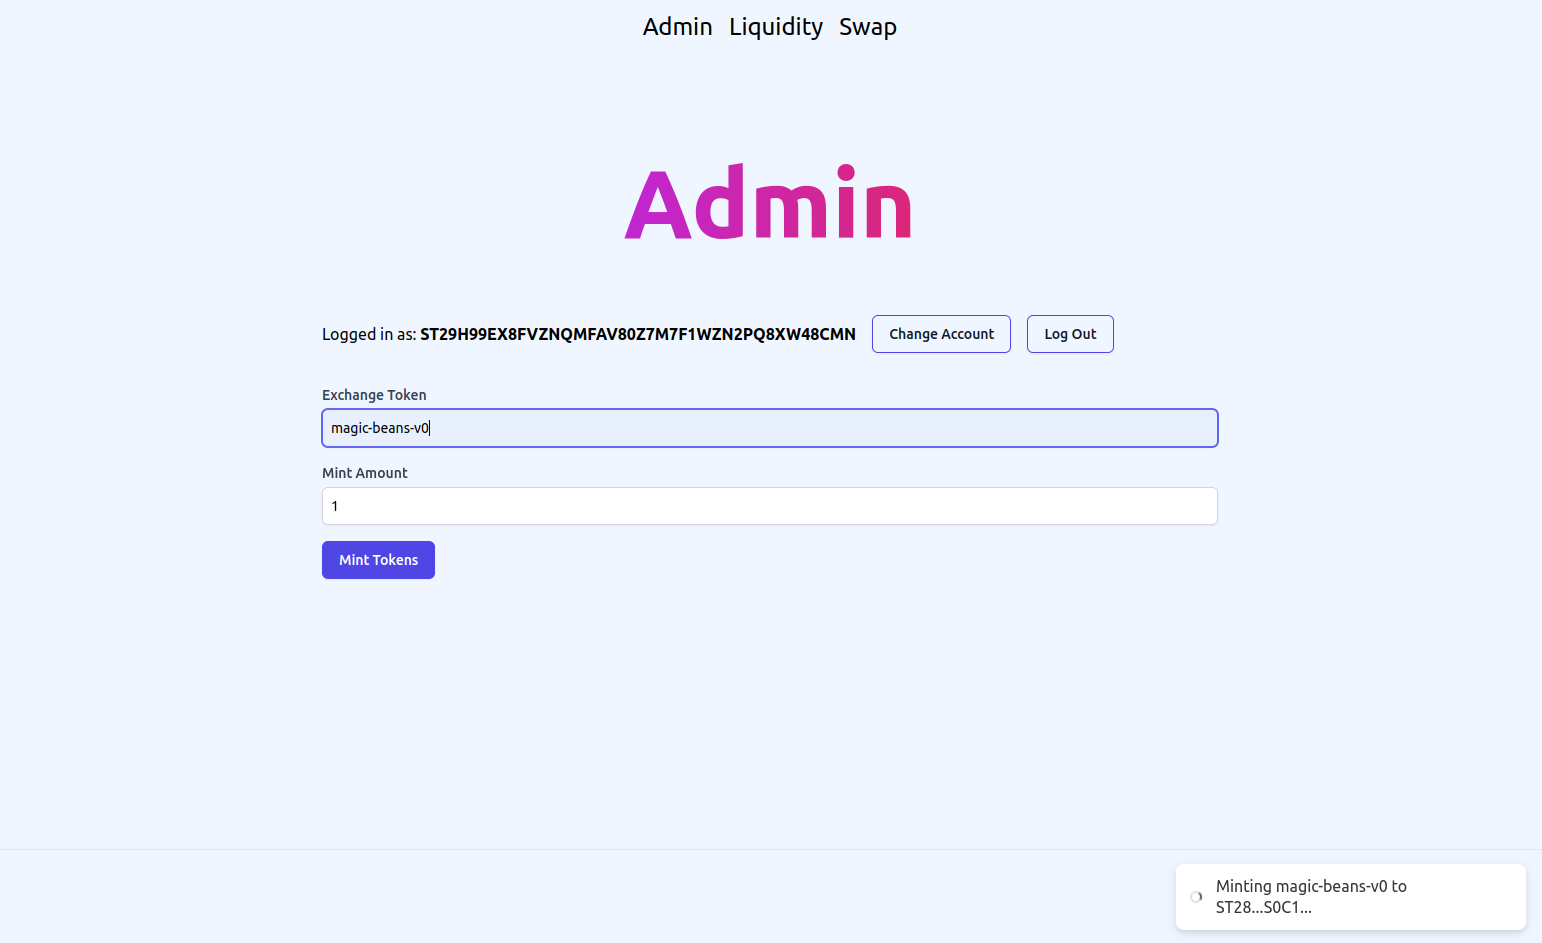 Admin Liquidity Swap
Admin
Logged in as: ST29H99EX8FVZNQMFAV80Z7M7F1WZN2PQ8XW48CMN Change Account Log Out
Exchange Token
magic-beans-v0
Mint Amount
1
Mint Tokens
Minting magic-beans-v0 to
ST28...S0C1...